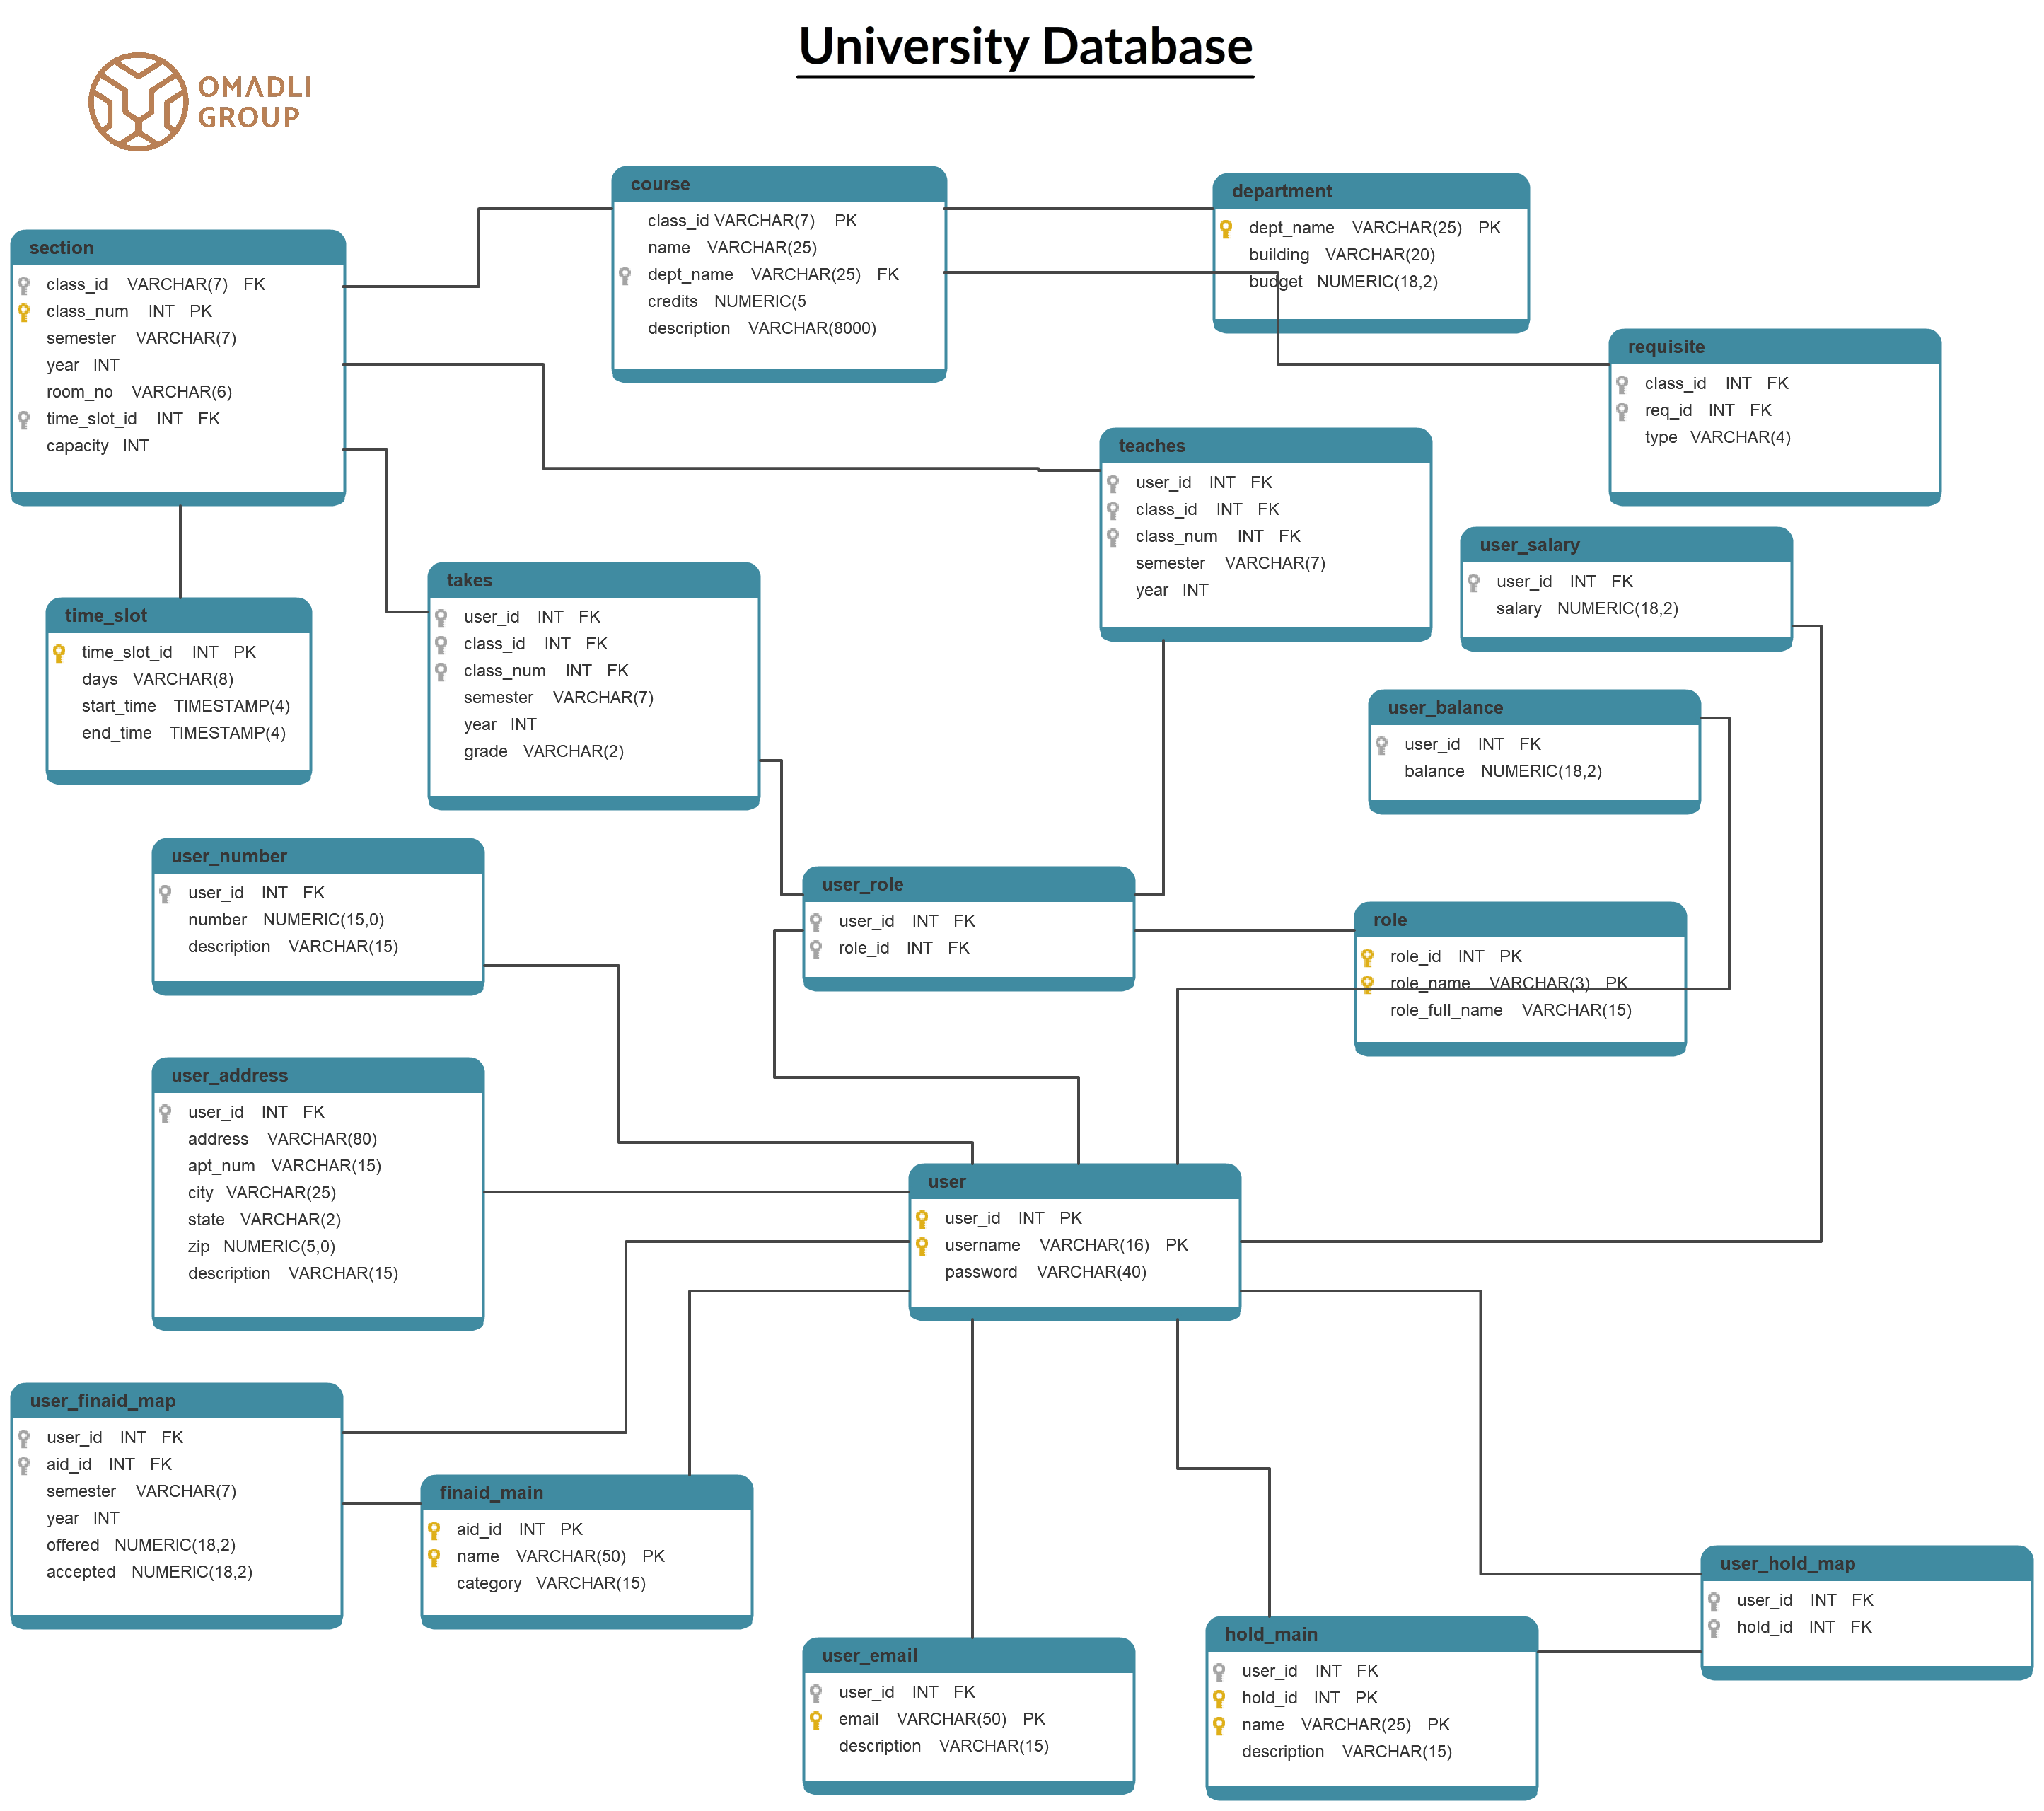 University Database
OMADLI
GROUP
course
class_id VARCHAR(7) PK
name VARCHAR(25)
dept_name VARCHAR(25) FK
credits NUMERIC(5
description VARCHAR(8000)
department
dept_name VARCHAR(25) PK
building VARCHAR(20)
budget NUMERIC(18,2)
section
class_id VARCHAR(7) FK
class_num INT PK
semester VARCHAR(7)
year INT
room_no VARCHAR(6)
time_slot_id INT FK
capacity INT
requisite
class_id INT FK
req_id INT FK
type VARCHAR(4)
teaches
user_id INT FK
class_id INT FK
class_num INT FK
semester VARCHAR(7)
year INT
user_salary
user_id INT FK
salary NUMERIC(18,2)
takes
user_id INT FK
class_id INT FK
class_num INT FK
semester VARCHAR(7)
year INT
grade VARCHAR(2)
time_slot
time_slot_id INT PK
days VARCHAR(8)
start_time TIMESTAMP(4)
end_time TIMESTAMP(4)
user_balance
user_id INT FK
balance NUMERIC(18,2)
user_number
user_id INT FK
number NUMERIC(15,0)
description VARCHAR(15)
user_role
user_id INT FK
role_id INT FK
role
role_id INT PK
role_name VARCHAR(3) PK
role_full_name VARCHAR(15)
user_address
user_id INT FK
address VARCHAR(80)
apt_num VARCHAR(15)
city VARCHAR(25)
state VARCHAR(2)
zip NUMERIC(5,0)
description VARCHAR(15)
user
user_id INT PK
username VARCHAR(16) PK
password VARCHAR(40)
user_finaid_map
user_id INT FK
aid_id INT FK
semester VARCHAR(7)
year INT
offered NUMERIC(18,2)
accepted NUMERIC(18,2)
finaid_main
aid_id INT PK
name VARCHAR(50) PK
category VARCHAR(15)
user_email
user_id INT FK
email VARCHAR(50) PK
description VARCHAR(15)
hold_main
user_id INT FK
hold_id INT PK
name VARCHAR(25) PK
description VARCHAR(15)
user_hold_map
user_id INT FK
hold_id INT FK